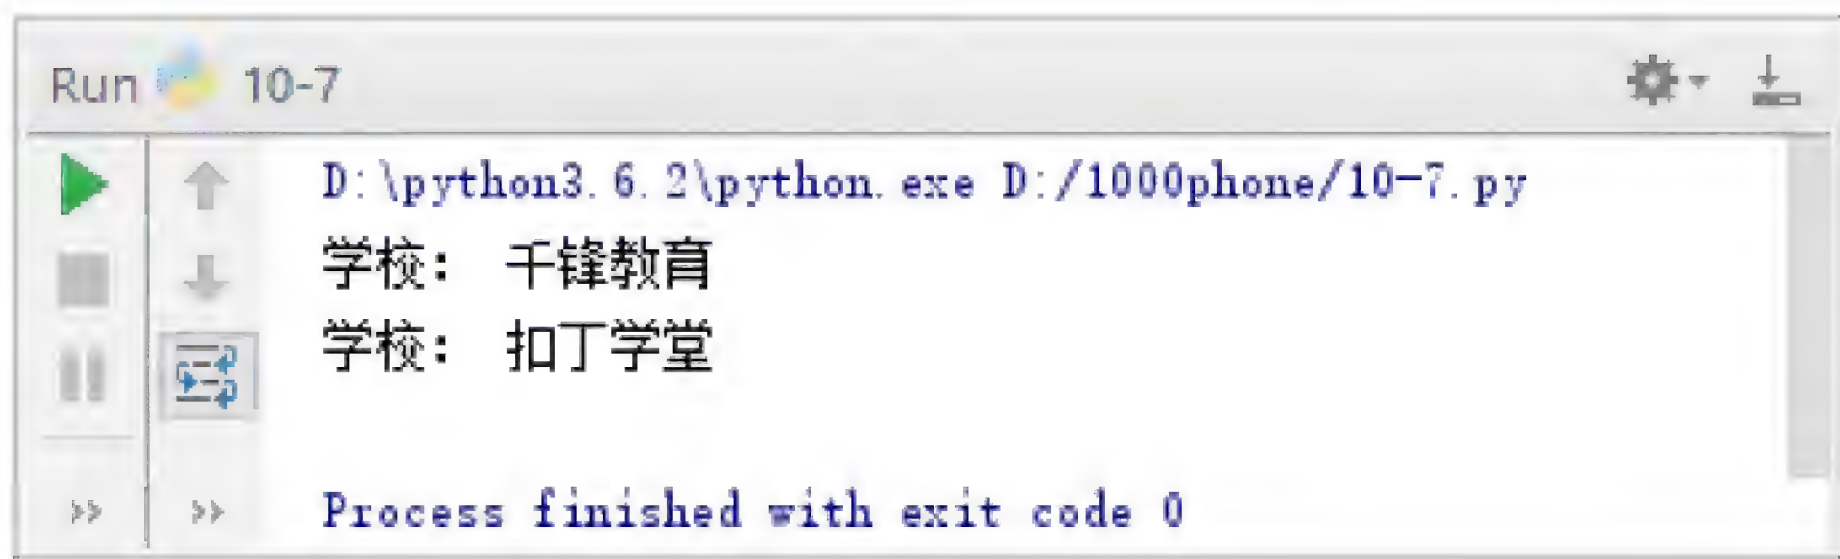 Run 10-7
D:\python3.6.2\python.exe D:/1000phone/10-7.py
学校： 千锋教育
学校： 扣丁学堂
Process finished with exit code 0